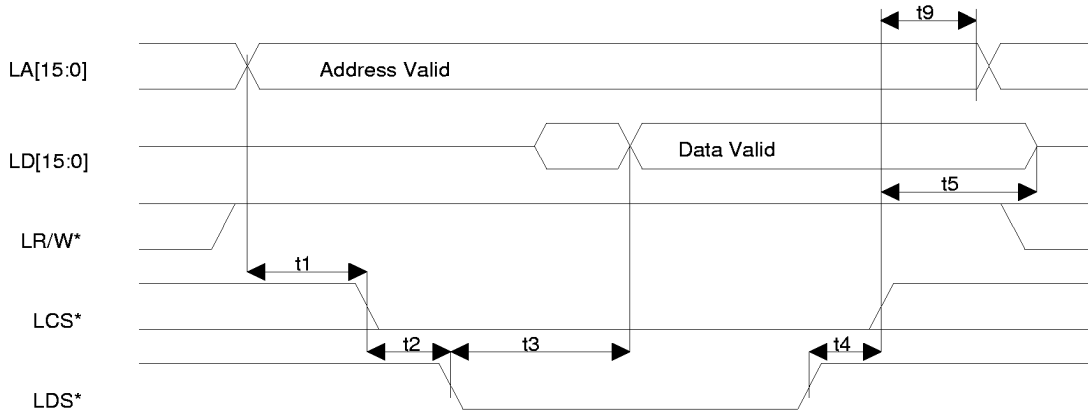 t9
LA[15:0]
Address Valid
LD[15:0]
Data Valid
t5
LR/W*
t1
LCS*
t2
t3
t4
LDS*